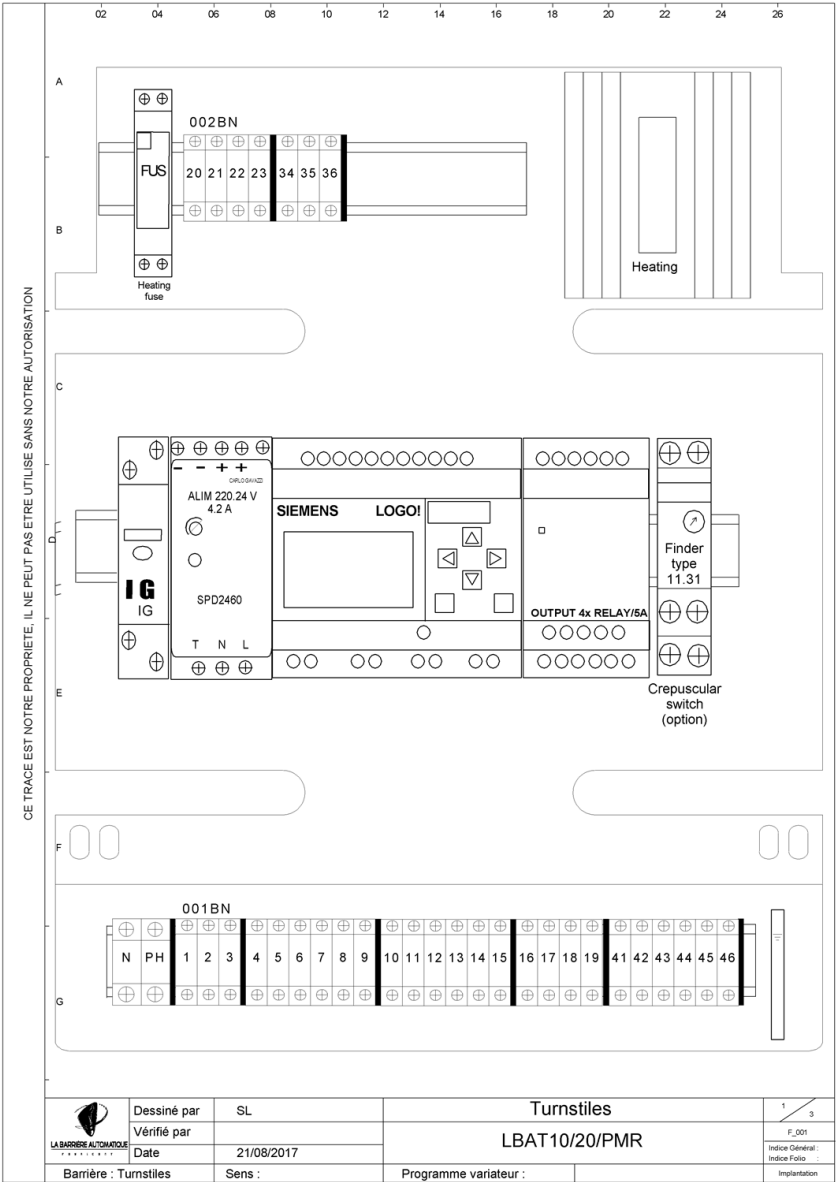 02 04 06 08 10 12 14 16 18 20 22 24 26
A
002BN
FUS
20 21 22 23 34 35 36
B
Heating
fuse
Heating
CE TRACE EST NOTRE PROPRIETE, IL NE PEUT PAS ETRE UTILISE SANS NOTRE AUTORISATION
C
- - + +
CARLO GAVAZZI
ALIM 220.24 V
4.2 A
SIEMENS LOGO!
D
Finder
type
11.31
IG
IG
SPD2460
OUTPUT 4x RELAY/5A
T N L
E
Crepuscular
switch
(option)
F
001BN
N PH 1 2 3 4 5 6 7 8 9 10 11 12 13 14 15 16 17 18 19 41 42 43 44 45 46
G
LA BARRIÈRE AUTOMATIQUE
Dessiné par SL
Vérifié par
Date 21/08/2017
Turnstiles
LBAT10/20/PMR
1 / 3
F_001
Indice Général :
Indice Folio :
Barrière : Turnstiles Sens : Programme variateur : Implantation